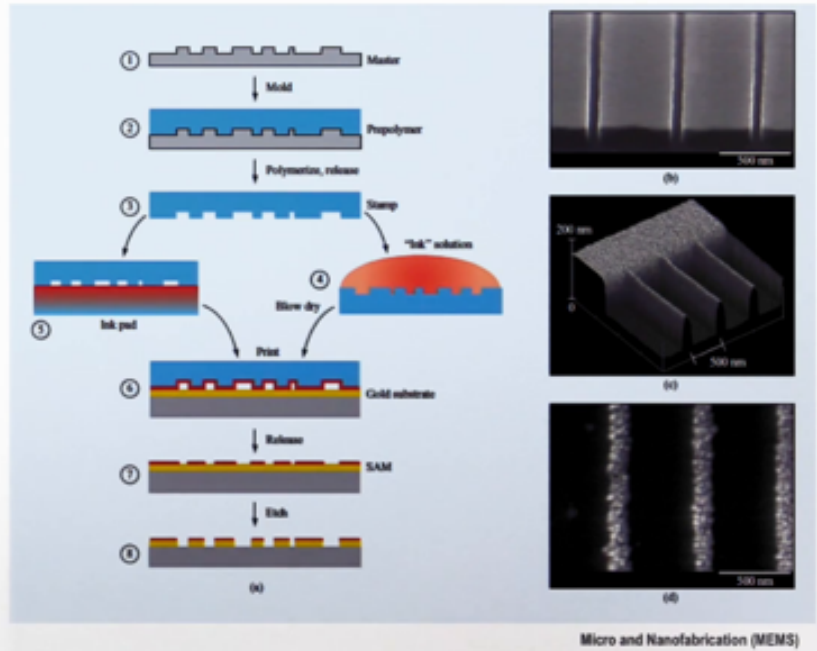 ① Master
Mold
② Prepolymer
Polymerize, release
③ Stamp
"Ink" solution
④
Blow dry
⑤ Ink pad
Print
⑥ Gold substrate
Release
⑦ SAM
Etch
⑧
(a)
500 nm
(b)
200 nm
0
500 nm
(c)
500 nm
(d)
Micro and Nanofabrication (MEMS)